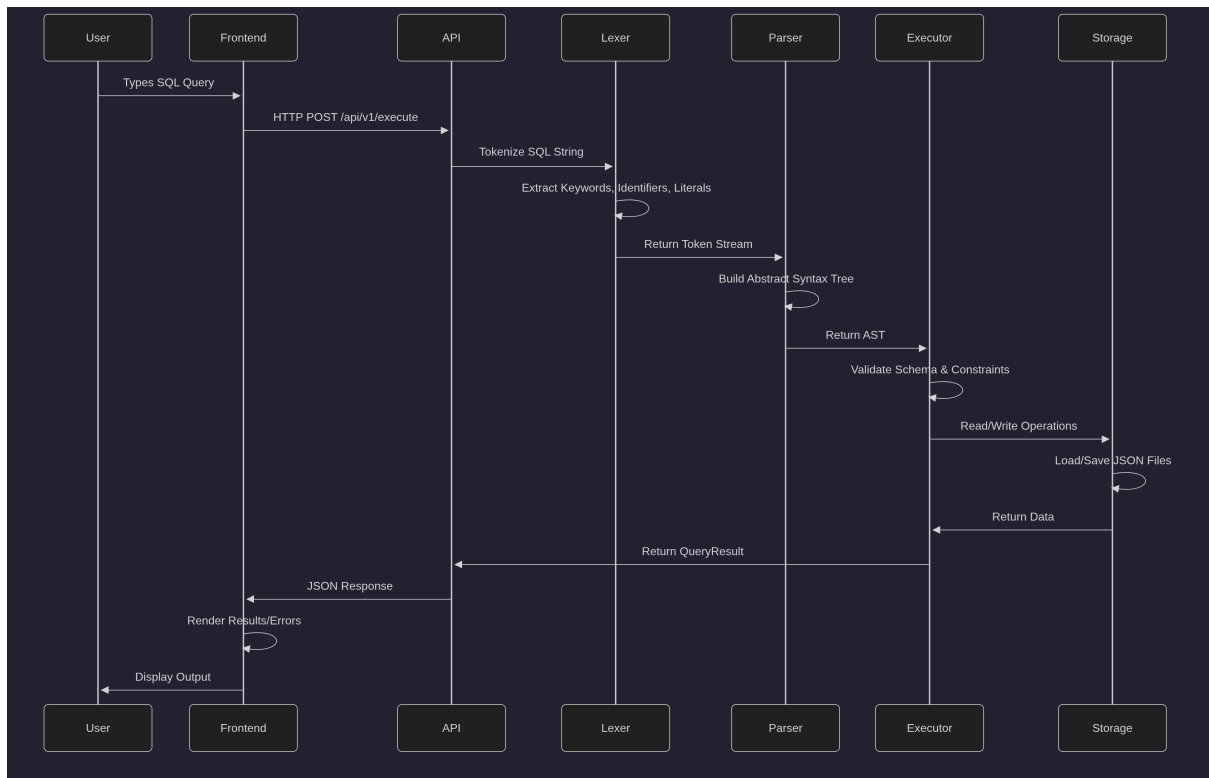 User Frontend API Lexer Parser Executor Storage
Types SQL Query
HTTP POST /api/v1/execute
Tokenize SQL String
Extract Keywords, Identifiers, Literals
Return Token Stream
Build Abstract Syntax Tree
Return AST
Validate Schema & Constraints
Read/Write Operations
Load/Save JSON Files
Return Data
Return QueryResult
JSON Response
Render Results/Errors
Display Output
User Frontend API Lexer Parser Executor Storage